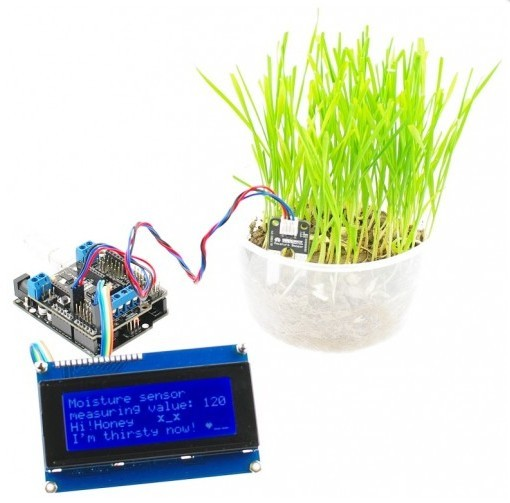 Moisture sensor
measuring value: 120
Hi!Honey x_x
I'm thirsty now! ♥